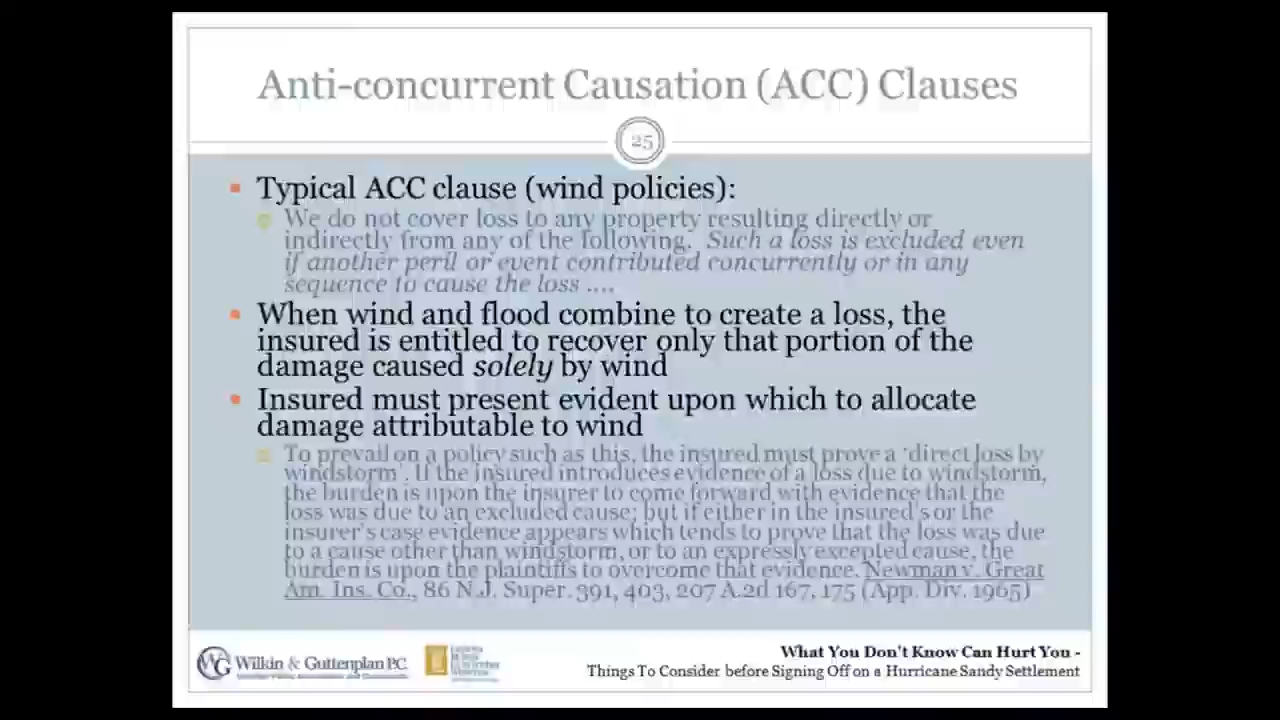 Anti-concurrent Causation (ACC) Clauses
25
Typical ACC clause (wind policies):
We do not cover loss to any property resulting directly or
indirectly from any of the following. Such a loss is excluded even
if another peril or event contributed concurrently or in any
sequence to cause the loss ....
When wind and flood combine to create a loss, the
insured is entitled to recover only that portion of the
damage caused solely by wind
Insured must present evident upon which to allocate
damage attributable to wind
To prevail on a policy such as this, the insured must prove a 'direct loss by
windstorm'. If the insured introduces evidence of a loss due to windstorm,
the burden is upon the insurer to come forward with evidence that the
loss was due to an excluded cause; but if either in the insured's or the
insurer's case evidence appears which tends to prove that the loss was due
to a cause other than windstorm, or to an expressly excepted cause, the
burden is upon the plaintiffs to overcome that evidence. Newman v. Great
Am. Ins. Co., 86 N.J. Super. 391, 403, 207 A.2d 167, 175 (App. Div. 1965)
WG Wilkin & Guttenplan P.C.
What You Don't Know Can Hurt You -
Things To Consider before Signing Off on a Hurricane Sandy Settlement